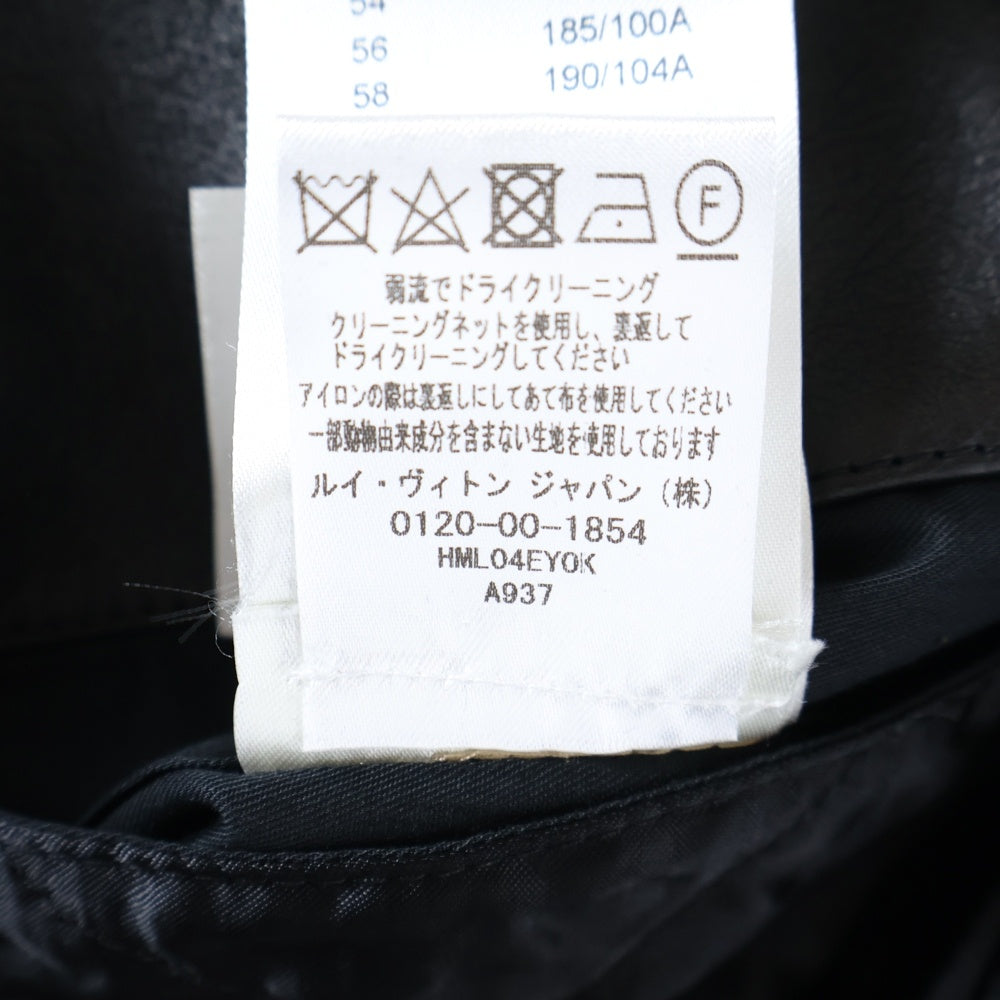 54
56 185/100A
58 190/104A
F
弱流でドライクリーニング
クリーニングネットを使用し、裏返して
ドライクリーニングしてください
アイロンの際は裏返しにしてあて布を使用してください
一部動物由来成分を含まない生地を使用しております
ルイ・ヴィトン ジャパン (株)
0120-00-1854
HML04EY0K
A937